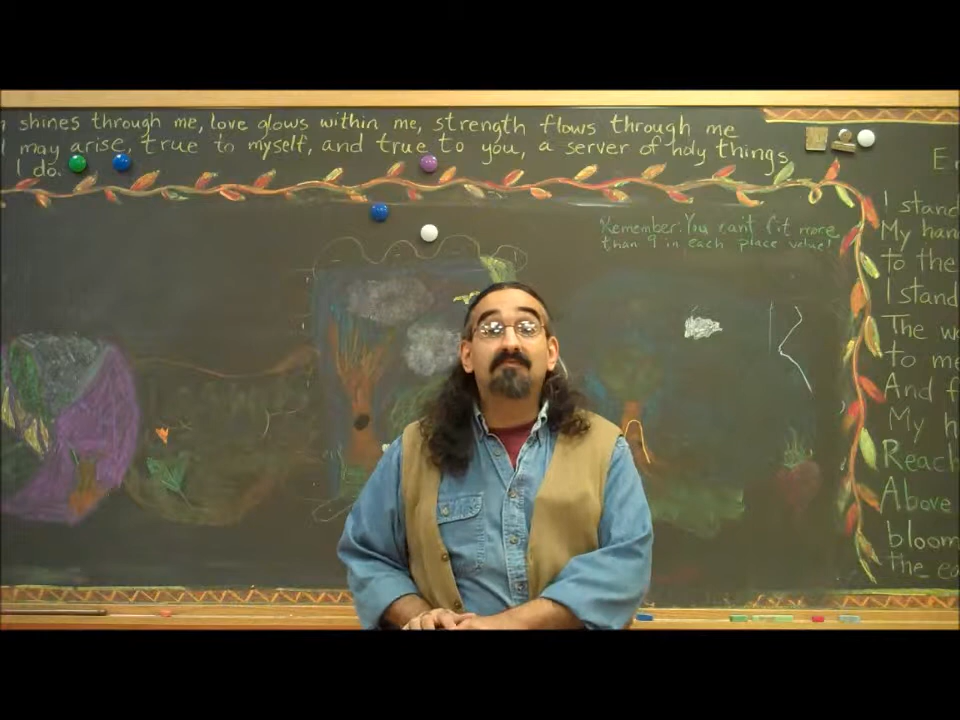 shines through me, love glows within me, strength flows through me
I may arise, true to myself, and true to you, a server of holy things
I do.
Remember: You can't fit more
than 9 in each place value!
I stand
My han
to the
I stand
The w
to me
And f
My h
Reach
Above
bloom
the ea